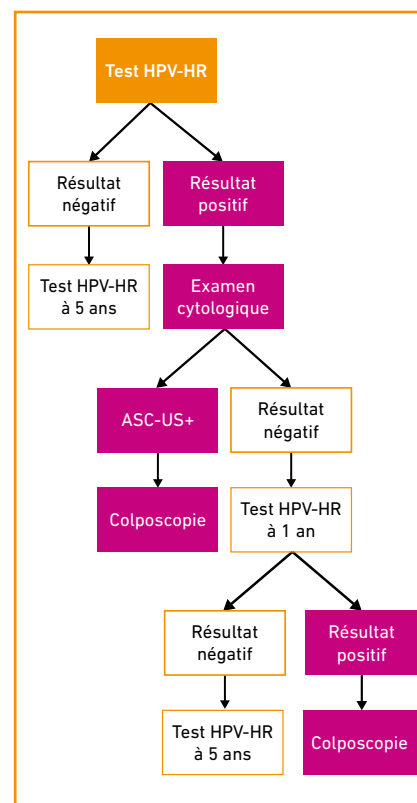 Test HPV-HR
Résultat
négatif
Résultat
positif
Test HPV-HR
à 5 ans
Examen
cytologique
ASC-US+
Résultat
négatif
Colposcopie
Test HPV-HR
à 1 an
Résultat
négatif
Résultat
positif
Test HPV-HR
à 5 ans
Colposcopie